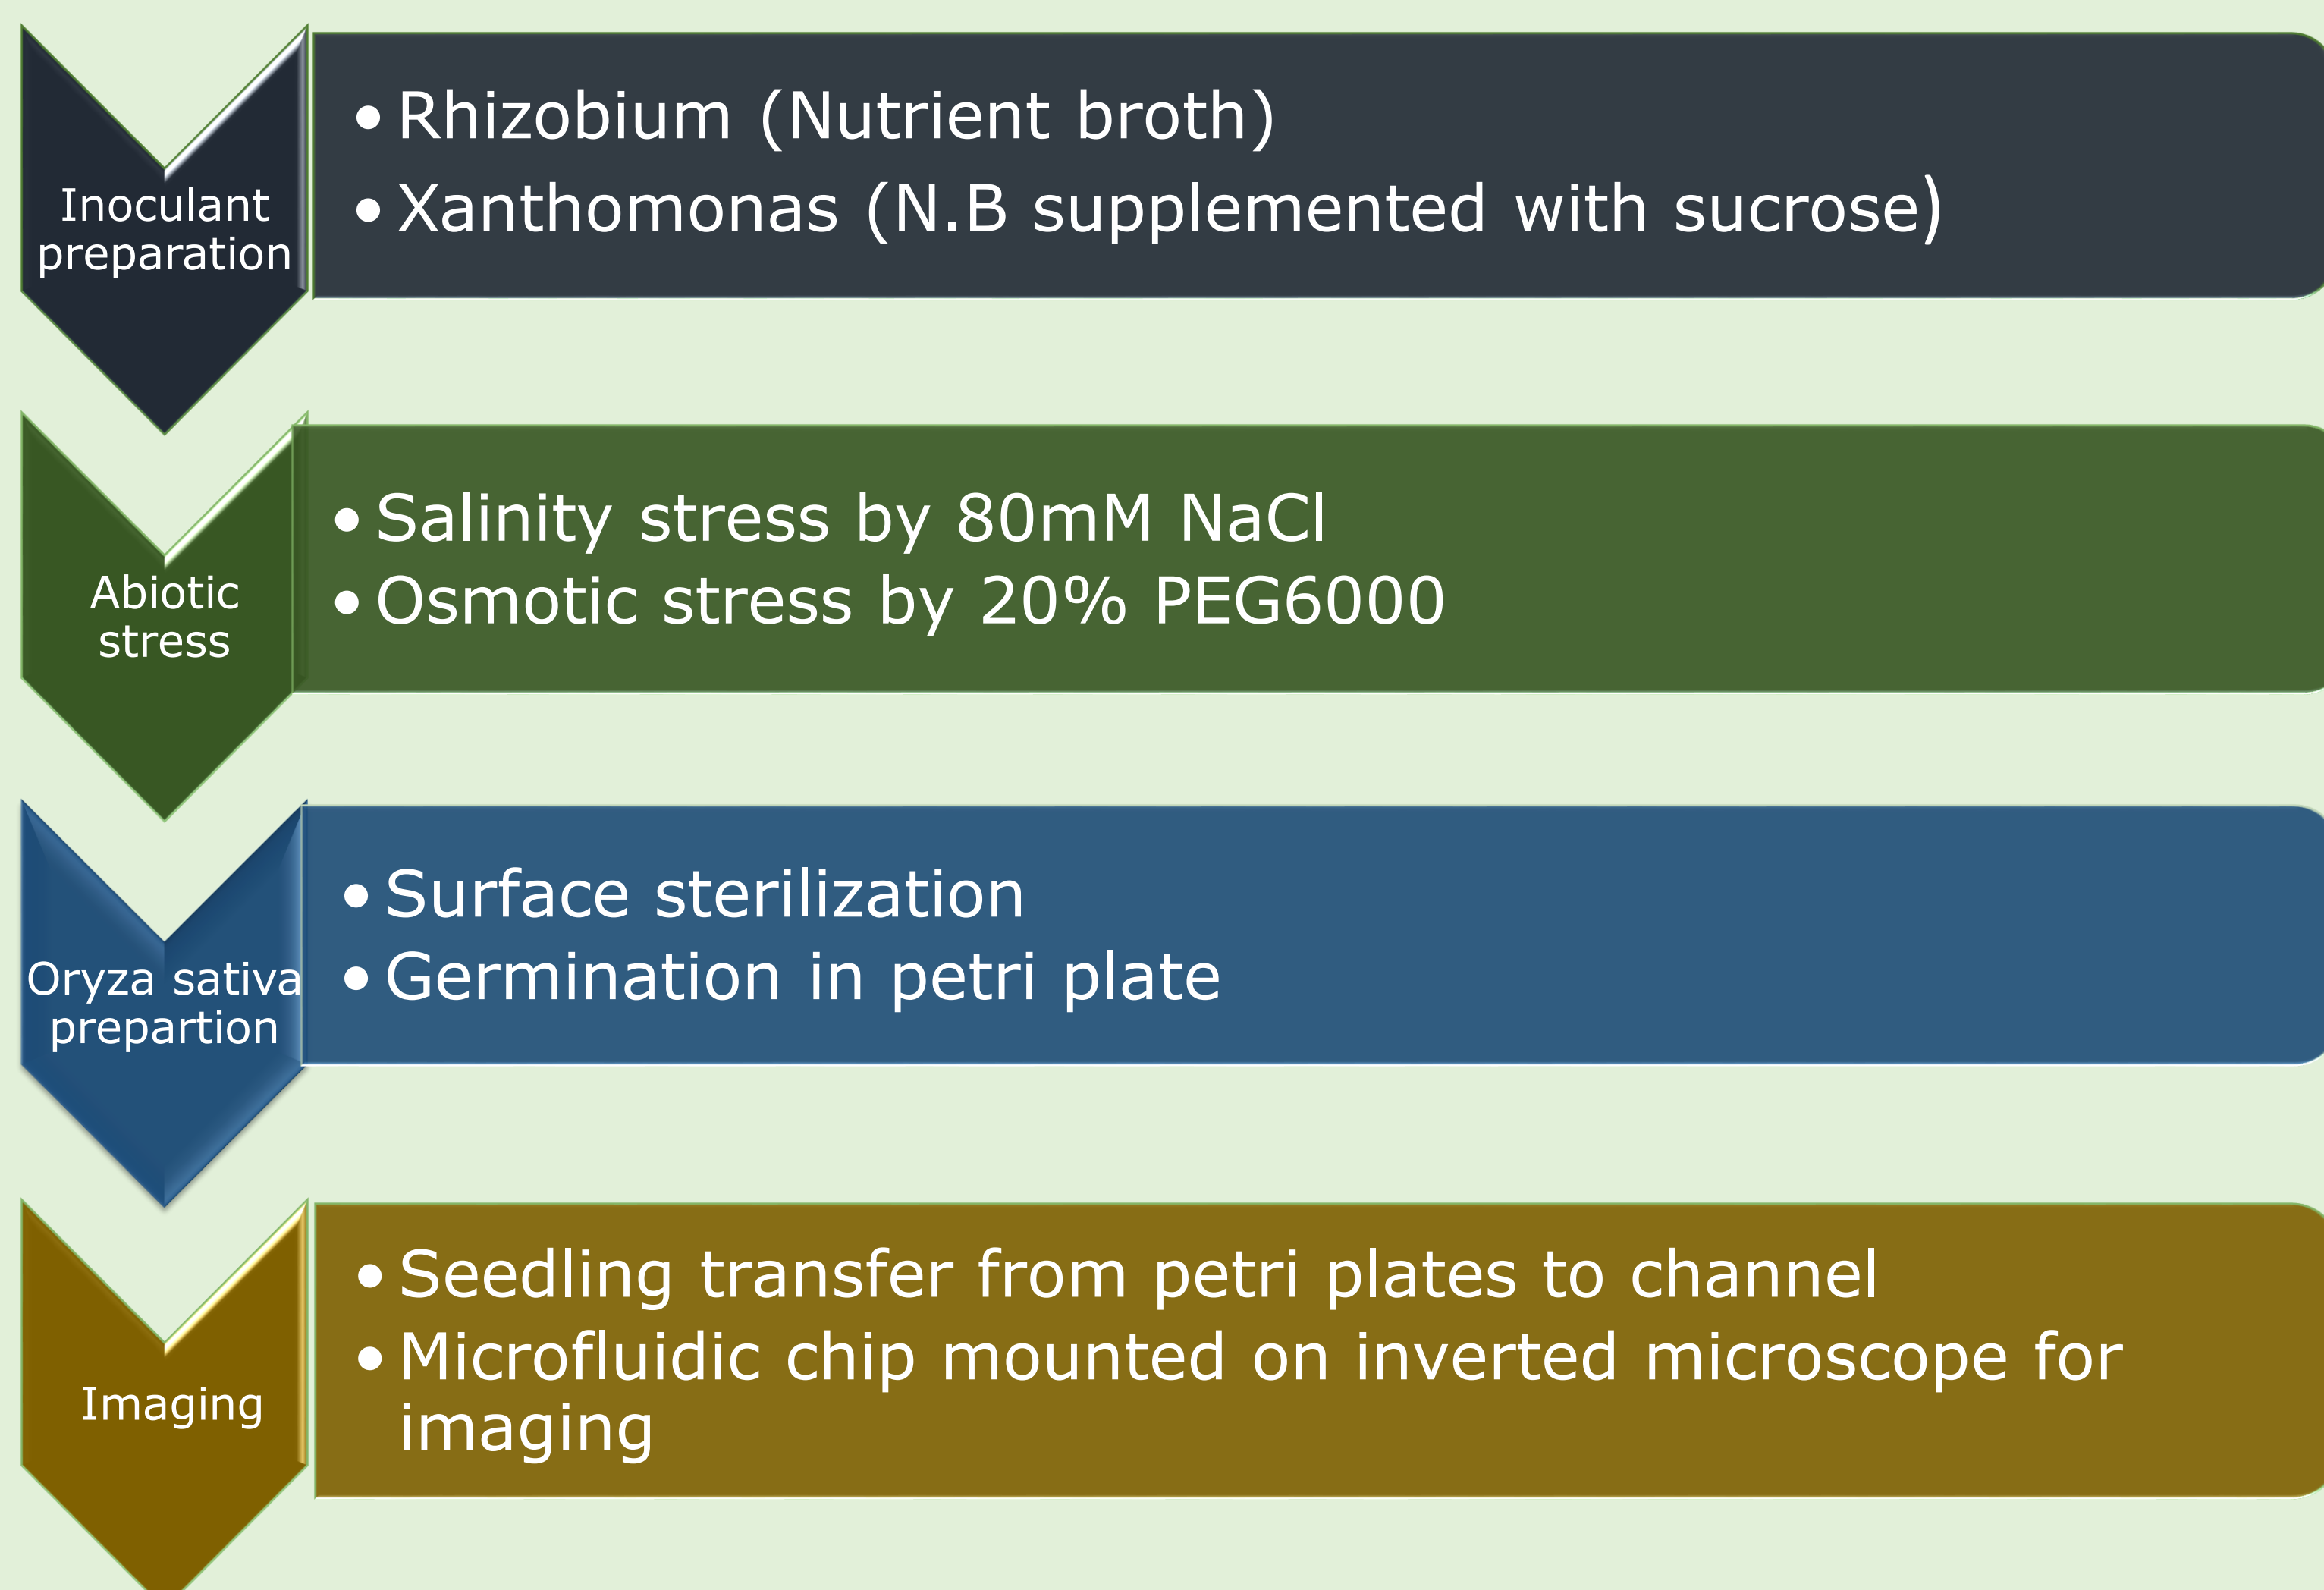 Inoculant
preparation
• Rhizobium (Nutrient broth)
• Xanthomonas (N.B supplemented with sucrose)
Abiotic
stress
• Salinity stress by 80mM NaCl
• Osmotic stress by 20% PEG6000
Oryza sativa
prepartion
• Surface sterilization
• Germination in petri plate
Imaging
• Seedling transfer from petri plates to channel
• Microfluidic chip mounted on inverted microscope for
imaging